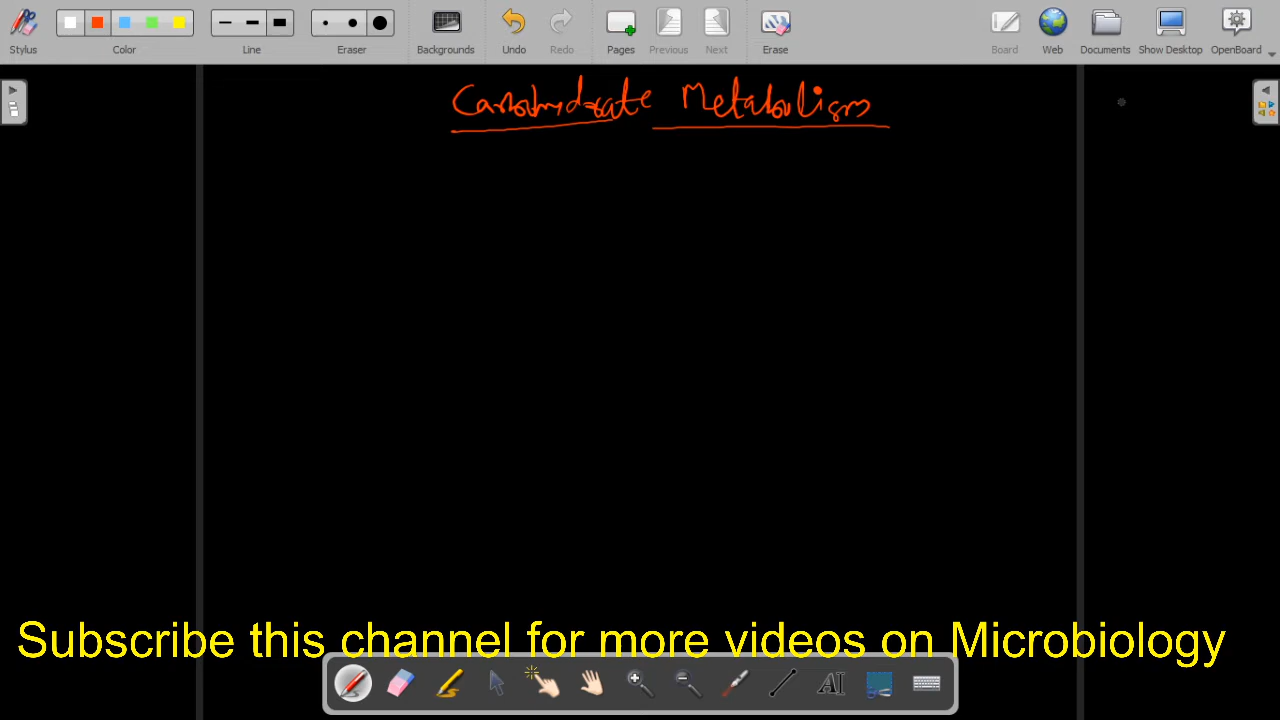 Stylus Color Line Eraser Backgrounds Undo Redo Pages Previous Next Erase Board Web Documents Show Desktop OpenBoard
Carbohydrate Metabolism
Subscribe this channel for more videos on Microbiology
AI